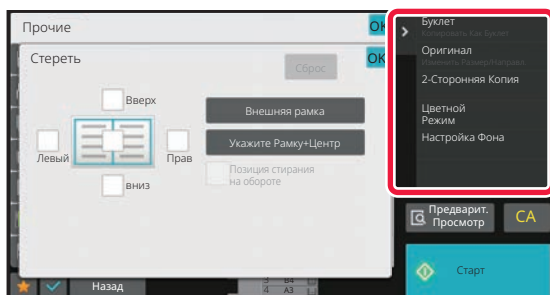 Прочие
OK
Стереть
Сброс
OK
Вверх
Внешняя рамка
Левый
Прав
Укажите Рамку+Центр
Позиция стирания
на обороте
вниз
Назад
3 B4
4 A3
Буклет
Копировать Как Буклет
Оригинал
Изменить Размер/Направл
2-Сторонняя Копия
Цветной
Режим
Настройка Фона
Предварит.
Просмотр
CA
Старт